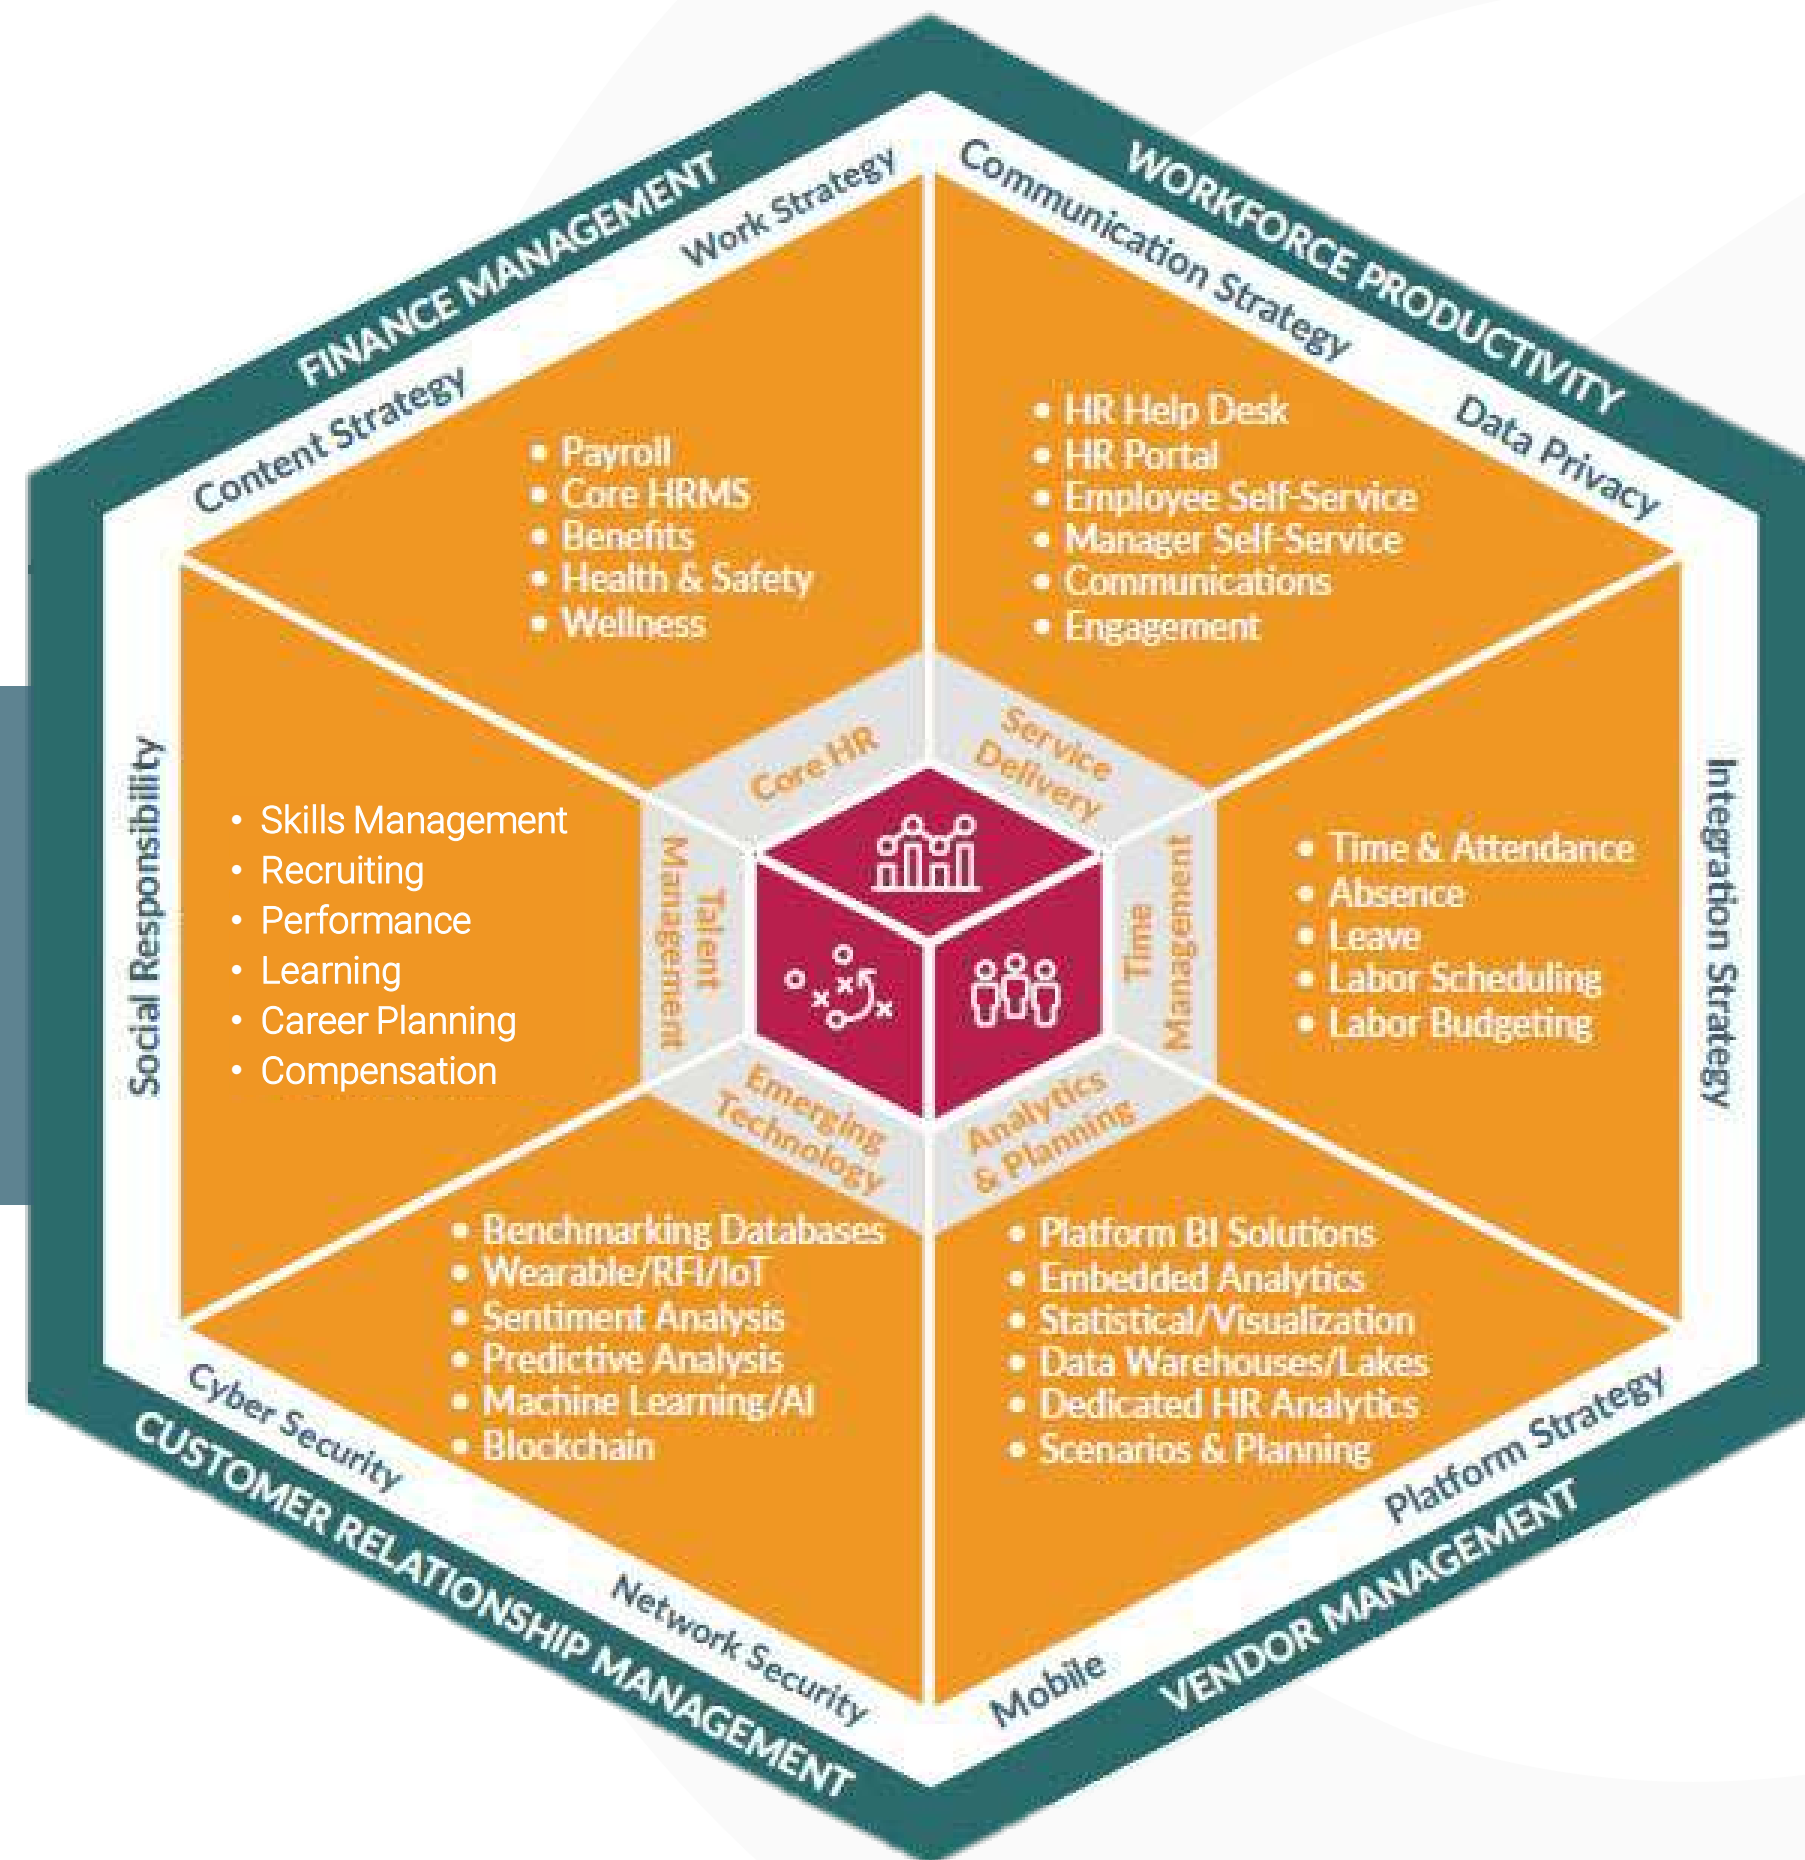 FINANCE MANAGEMENT
WORKFORCE PRODUCTIVITY
Content Strategy
Work Strategy
Communication Strategy
Data Privacy
• Payroll
• Core HRMS
• Benefits
• Health & Safety
• Wellness
• HR Help Desk
• HR Portal
• Employee Self-Service
• Manager Self-Service
• Communications
• Engagement
Core HR
Service
Delivery
Social Responsibility
• Skills Management
• Recruiting
• Performance
• Learning
• Career Planning
• Compensation
Talent
Management
Time
Management
• Time & Attendance
• Absence
• Leave
• Labor Scheduling
• Labor Budgeting
Integration Strategy
Emerging
Technology
Analytics
& Planning
• Benchmarking Databases
• Wearable/RFI/IoT
• Sentiment Analysis
• Predictive Analysis
• Machine Learning/AI
• Blockchain
• Platform BI Solutions
• Embedded Analytics
• Statistical/Visualization
• Data Warehouses/Lakes
• Dedicated HR Analytics
• Scenarios & Planning
Cyber Security
Network Security
Mobile
Platform Strategy
CUSTOMER RELATIONSHIP MANAGEMENT
VENDOR MANAGEMENT